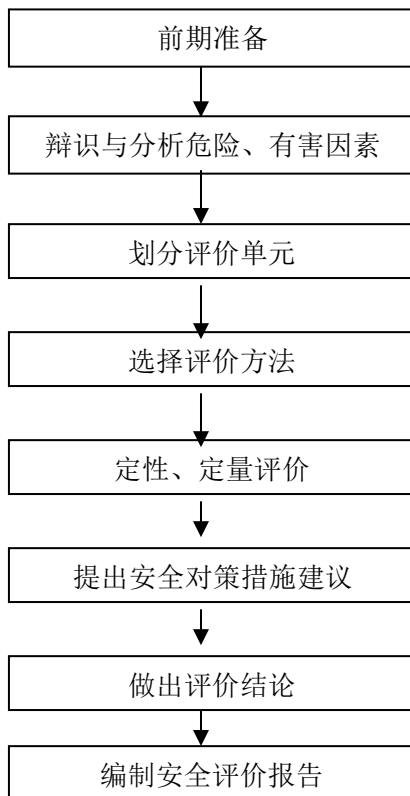 前期准备
辩识与分析危险、有害因素
划分评价单元
选择评价方法
定性、定量评价
提出安全对策措施建议
做出评价结论
编制安全评价报告